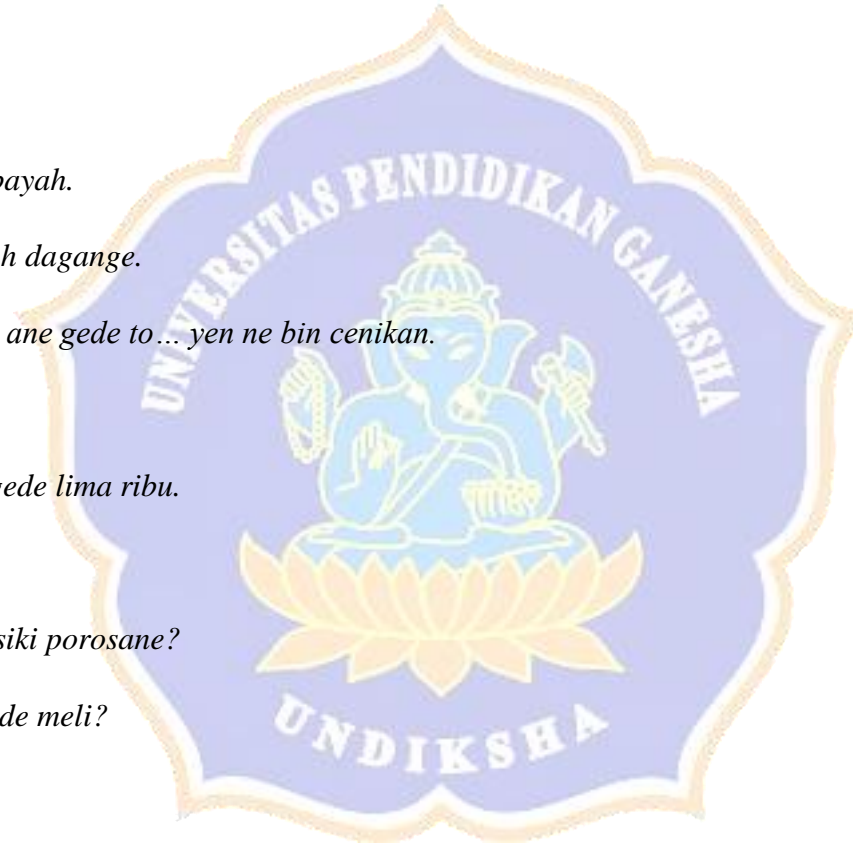 payah.
h dagange.
ane gede to… yen ne bin cenikan.
gede lima ribu.
siki porosane?
de meli?
UNIVERSITAS PENDIDIKAN GANESHA
UNDIKSHA